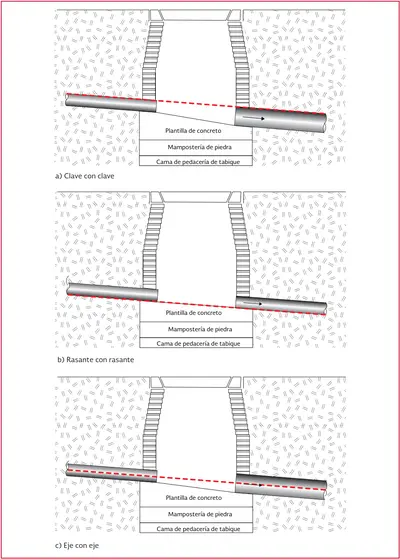 Plantilla de concreto
Mampostería de piedra
Cama de pedacería de tabique
a) Clave con clave
Plantilla de concreto
Mampostería de piedra
Cama de pedacería de tabique
b) Rasante con rasante
Plantilla de concreto
Mampostería de piedra
Cama de pedacería de tabique
c) Eje con eje